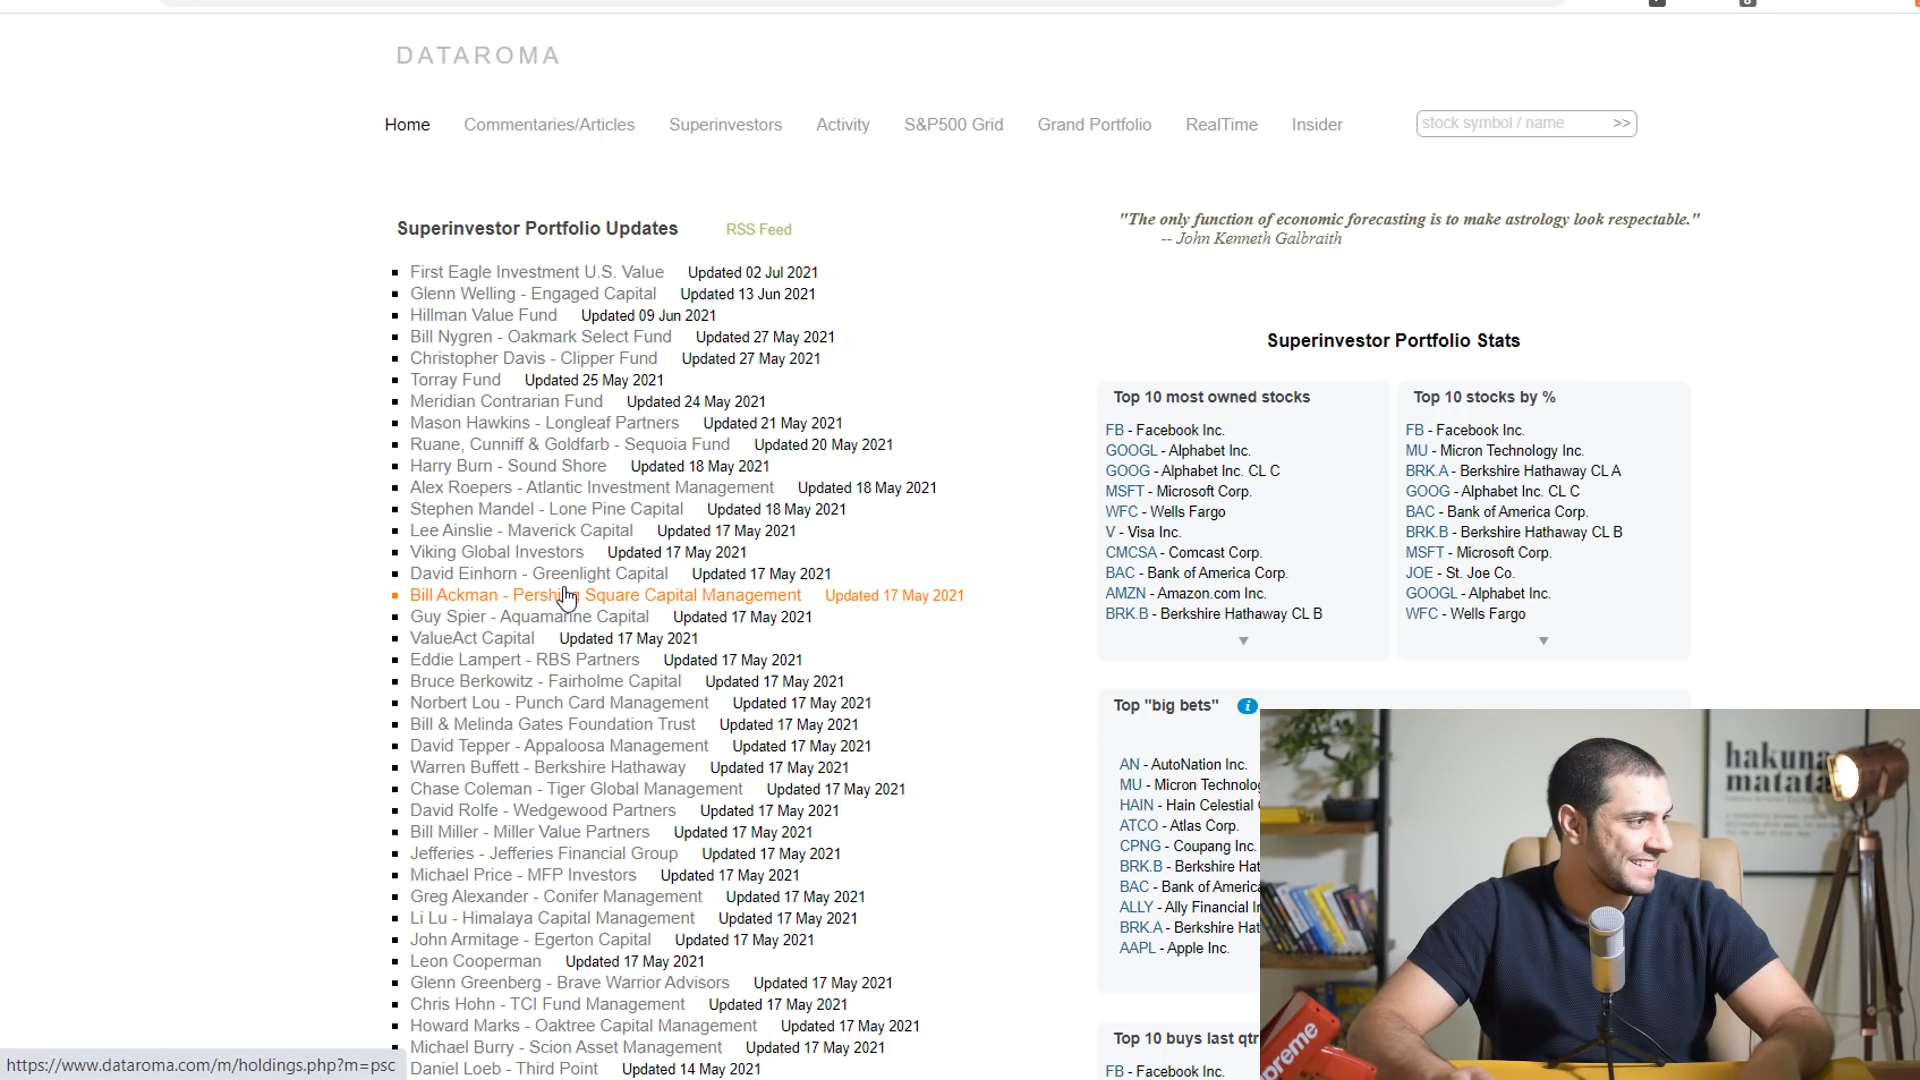 DATAROMA
Home Commentaries/Articles Superinvestors Activity S&P500 Grid Grand Portfolio RealTime Insider stock symbol / name >>
Superinvestor Portfolio Updates RSS Feed
First Eagle Investment U.S. Value Updated 02 Jul 2021
Glenn Welling - Engaged Capital Updated 13 Jun 2021
Hillman Value Fund Updated 09 Jun 2021
Bill Nygren - Oakmark Select Fund Updated 27 May 2021
Christopher Davis - Clipper Fund Updated 27 May 2021
Torray Fund Updated 25 May 2021
Meridian Contrarian Fund Updated 24 May 2021
Mason Hawkins - Longleaf Partners Updated 21 May 2021
Ruane, Cunniff & Goldfarb - Sequoia Fund Updated 20 May 2021
Harry Burn - Sound Shore Updated 18 May 2021
Alex Roepers - Atlantic Investment Management Updated 18 May 2021
Stephen Mandel - Lone Pine Capital Updated 18 May 2021
Lee Ainslie - Maverick Capital Updated 17 May 2021
Viking Global Investors Updated 17 May 2021
David Einhorn - Greenlight Capital Updated 17 May 2021
Bill Ackman - Pershing Square Capital Management Updated 17 May 2021
Guy Spier - Aquamarine Capital Updated 17 May 2021
ValueAct Capital Updated 17 May 2021
Eddie Lampert - RBS Partners Updated 17 May 2021
Bruce Berkowitz - Fairholme Capital Updated 17 May 2021
Norbert Lou - Punch Card Management Updated 17 May 2021
Bill & Melinda Gates Foundation Trust Updated 17 May 2021
David Tepper - Appaloosa Management Updated 17 May 2021
Warren Buffett - Berkshire Hathaway Updated 17 May 2021
Chase Coleman - Tiger Global Management Updated 17 May 2021
David Rolfe - Wedgewood Partners Updated 17 May 2021
Bill Miller - Miller Value Partners Updated 17 May 2021
Jefferies - Jefferies Financial Group Updated 17 May 2021
Michael Price - MFP Investors Updated 17 May 2021
Greg Alexander - Conifer Management Updated 17 May 2021
Li Lu - Himalaya Capital Management Updated 17 May 2021
John Armitage - Egerton Capital Updated 17 May 2021
Leon Cooperman Updated 17 May 2021
Glenn Greenberg - Brave Warrior Advisors Updated 17 May 2021
Chris Hohn - TCI Fund Management Updated 17 May 2021
Howard Marks - Oaktree Capital Management Updated 17 May 2021
Michael Burry - Scion Asset Management Updated 17 May 2021
Daniel Loeb - Third Point Updated 14 May 2021
https://www.dataroma.com/m/holdings.php?m=psc
"The only function of economic forecasting is to make astrology look respectable."
-- John Kenneth Galbraith
Superinvestor Portfolio Stats
Top 10 most owned stocks
FB - Facebook Inc.
GOOGL - Alphabet Inc.
GOOG - Alphabet Inc. CL C
MSFT - Microsoft Corp.
WFC - Wells Fargo
V - Visa Inc.
CMCSA - Comcast Corp.
BAC - Bank of America Corp.
AMZN - Amazon.com Inc.
BRK.B - Berkshire Hathaway CL B
Top 10 stocks by %
FB - Facebook Inc.
MU - Micron Technology Inc.
BRK.A - Berkshire Hathaway CL A
GOOG - Alphabet Inc. CL C
BAC - Bank of America Corp.
BRK.B - Berkshire Hathaway CL B
MSFT - Microsoft Corp.
JOE - St. Joe Co.
GOOGL - Alphabet Inc.
WFC - Wells Fargo
Top "big bets" i
AN - AutoNation Inc.
MU - Micron Technolog
HAIN - Hain Celestial
ATCO - Atlas Corp.
CPNG - Coupang Inc.
BRK.B - Berkshire Hat
BAC - Bank of America
ALLY - Ally Financial In
BRK.A - Berkshire Hat
AAPL - Apple Inc.
Top 10 buys last qtr
FB - Facebook Inc.
hakuna
matata
preme